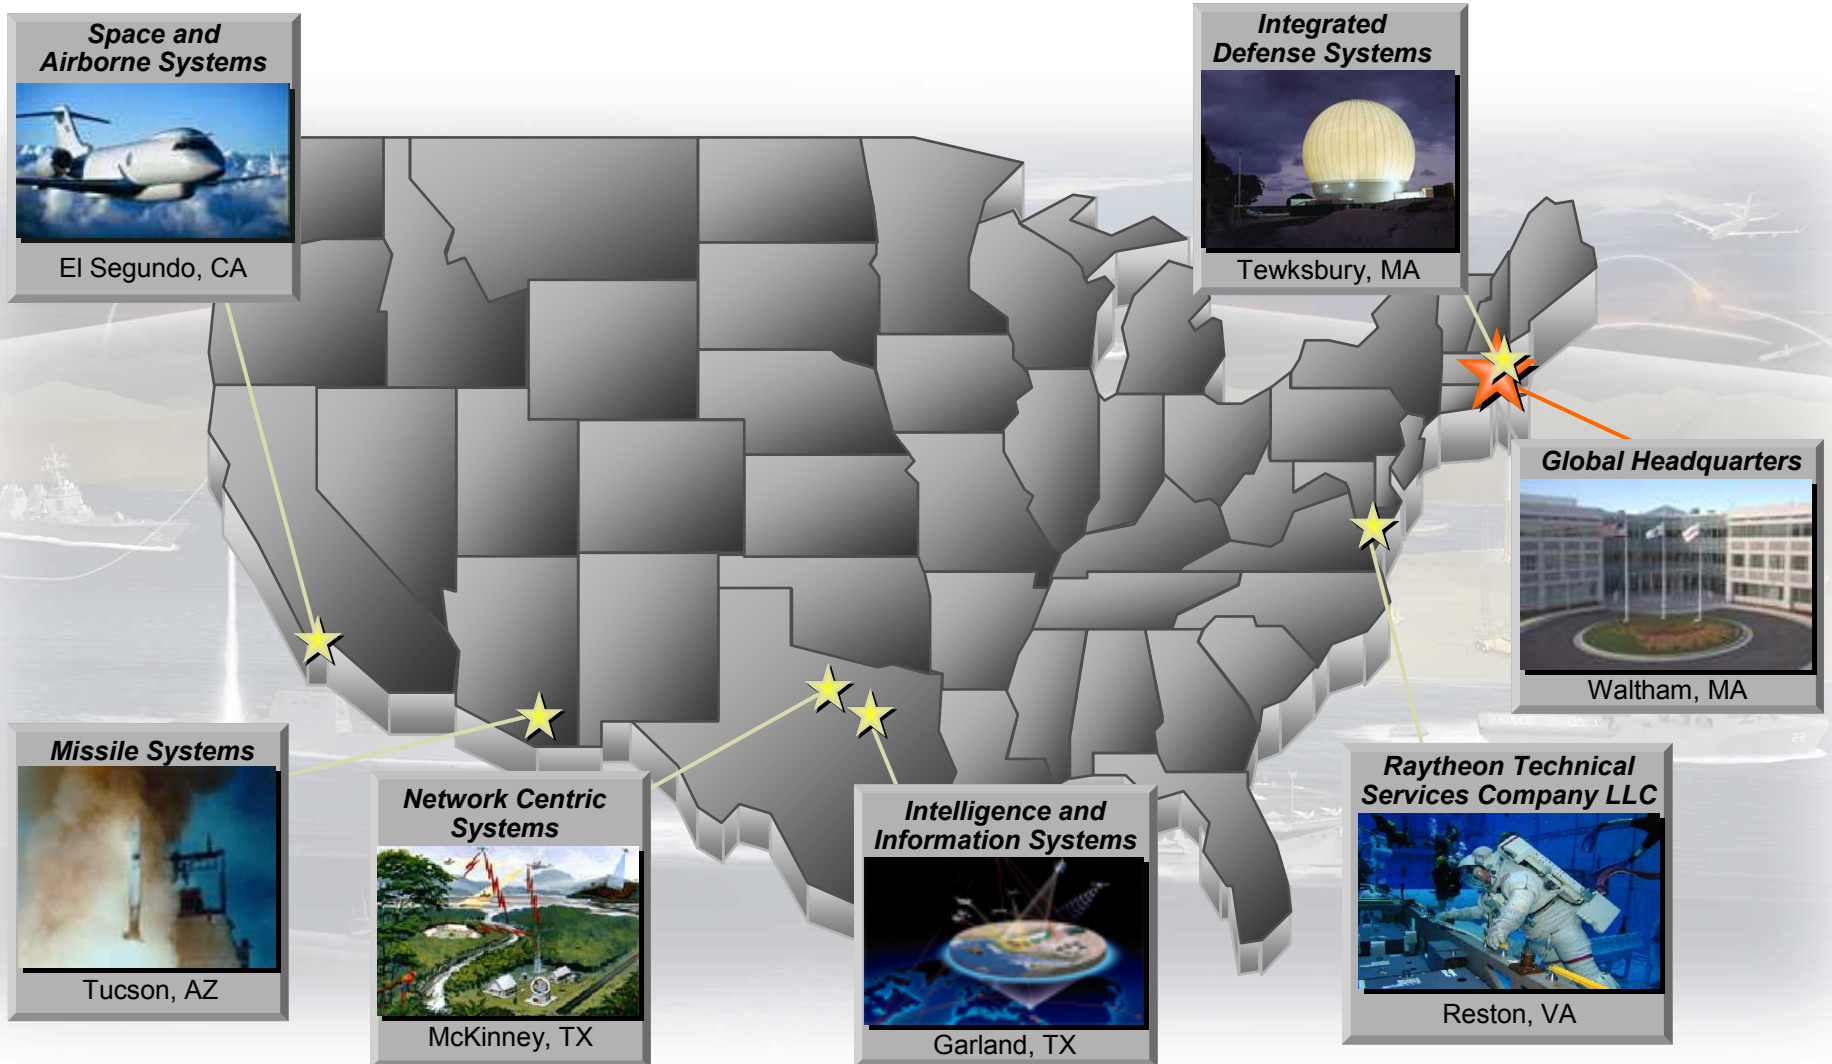 Space and
Airborne Systems
El Segundo, CA
Integrated
Defense Systems
Tewksbury, MA
Global Headquarters
Waltham, MA
Missile Systems
Tucson, AZ
Network Centric
Systems
McKinney, TX
Intelligence and
Information Systems
Garland, TX
Raytheon Technical
Services Company LLC
Reston, VA